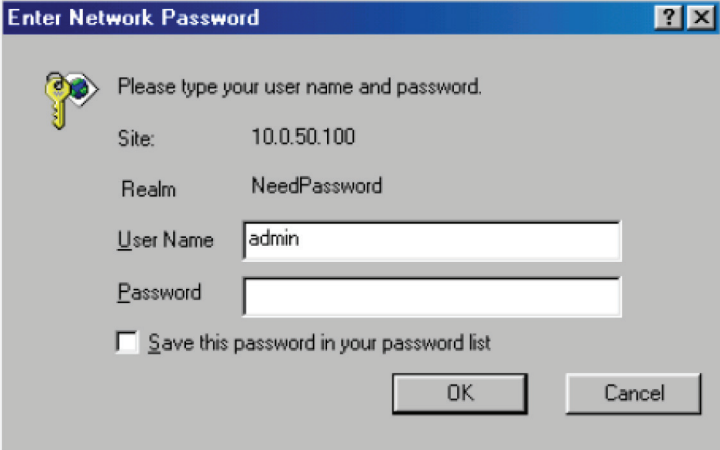 Enter Network Password
Please type your user name and password.
Site: 10.0.50.100
Realm NeedPassword
User Name admin
Password
Save this password in your password list
OK Cancel